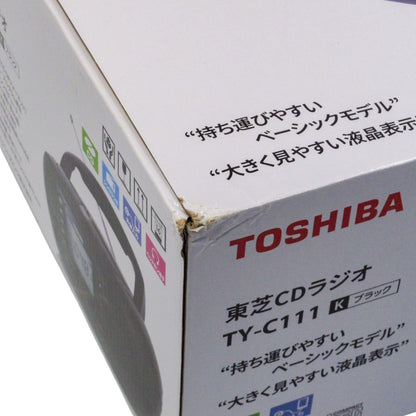 “持ち運びやすい
ベーシックモデル”
“大きく見やすい液晶表示
TOSHIBA
東芝CDラジオ
TY-C111 K ブラック
“持ち運びやすい
ベーシックモデル”
“大きく見やすい液晶表示”